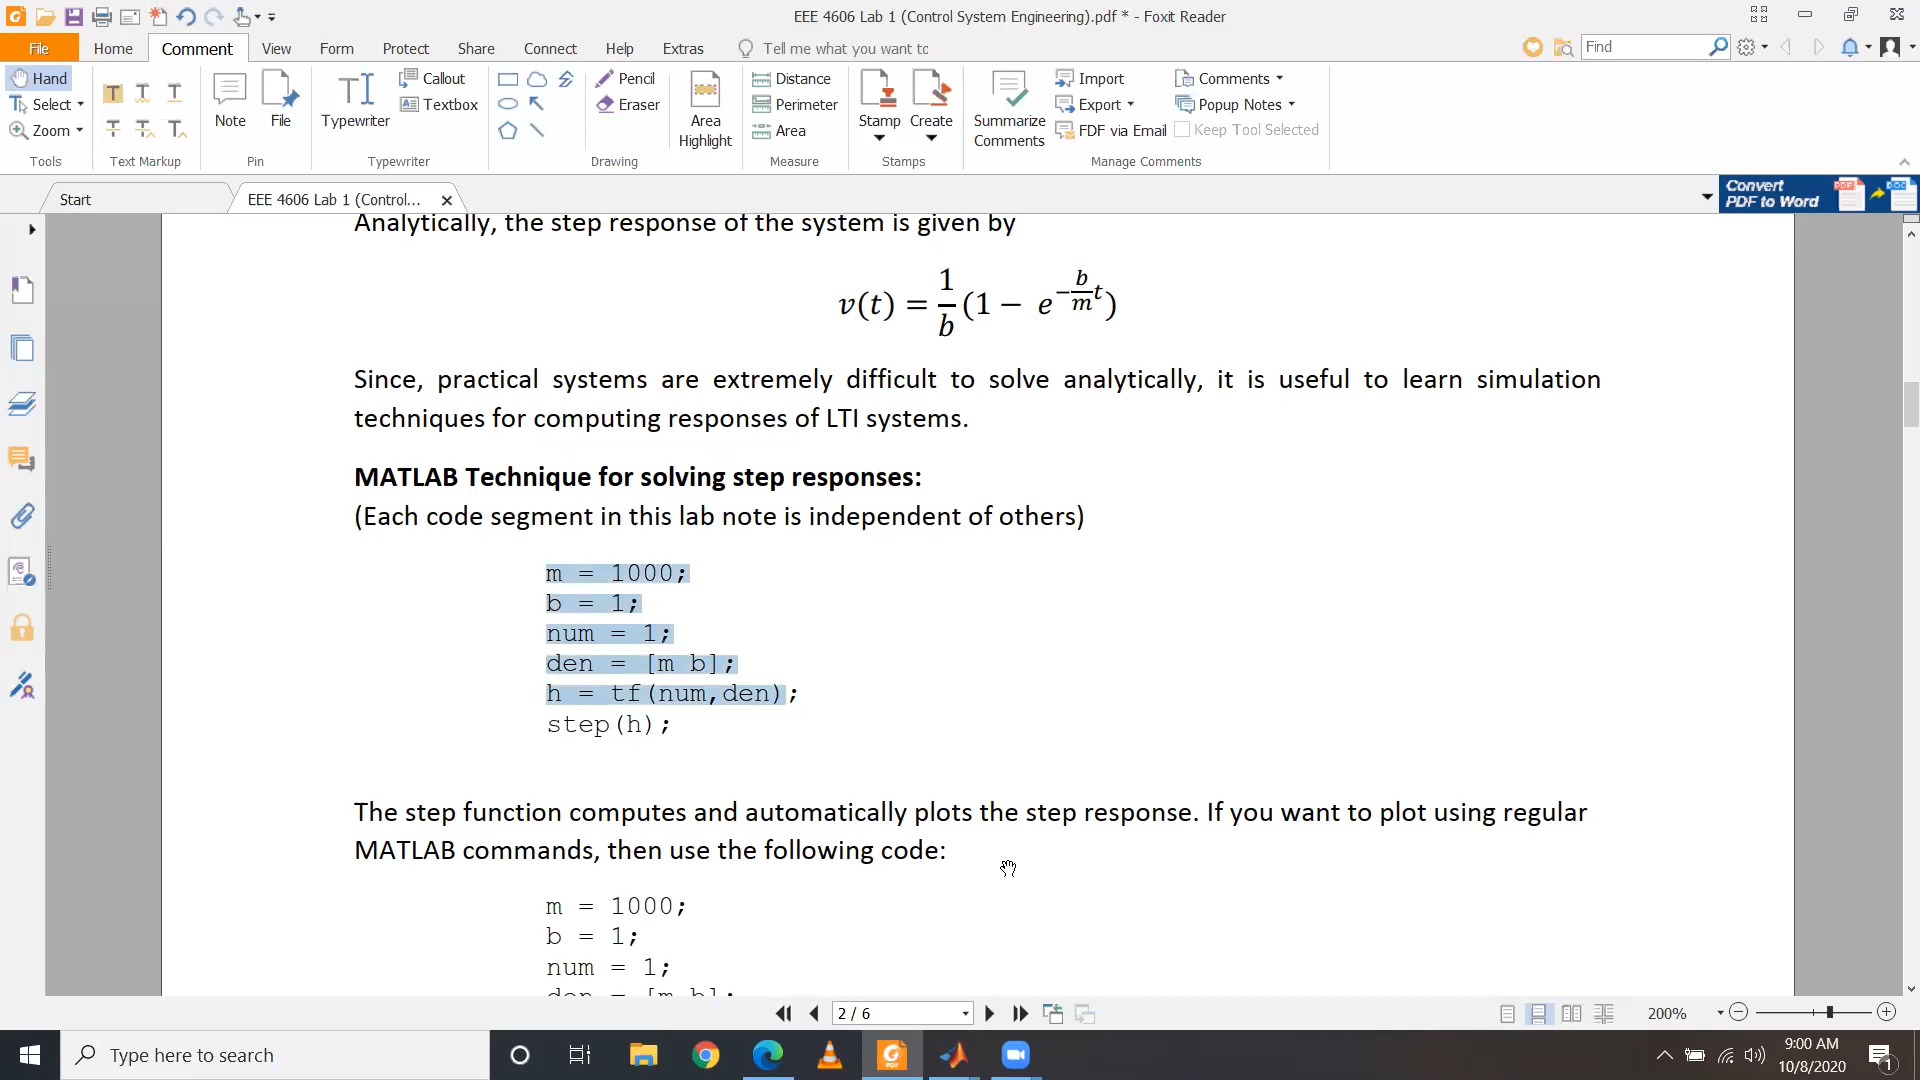 EEE 4606 Lab 1 (Control System Engineering).pdf * - Foxit Reader
File Home Comment View Form Protect Share Connect Help Extras Tell me what you want to Find
Hand
Select
Zoom
Tools
T T T
T T T
Text Markup
Note
File
Pin
Typewriter
Callout
Textbox
Typewriter
Pencil
Eraser
Drawing
Area
Highlight
Distance
Perimeter
Area
Measure
Stamp
Create
Stamps
Summarize
Comments
Import
Export
FDF via Email
Comments
Popup Notes
Keep Tool Selected
Manage Comments
Start
EEE 4606 Lab 1 (Control...
Convert
PDF to Word
PDF DOC
Analytically, the step response of the system is given by
v(t) = 1/b (1 − e^(−(b/m)t))
Since, practical systems are extremely difficult to solve analytically, it is useful to learn simulation
techniques for computing responses of LTI systems.
MATLAB Technique for solving step responses:
(Each code segment in this lab note is independent of others)
m = 1000;
b = 1;
num = 1;
den = [m b];
h = tf(num,den);
step(h);
The step function computes and automatically plots the step response. If you want to plot using regular
MATLAB commands, then use the following code:
m = 1000;
b = 1;
num = 1;
den = [m b];
2 / 6
200%
Type here to search
9:00 AM
10/8/2020
1